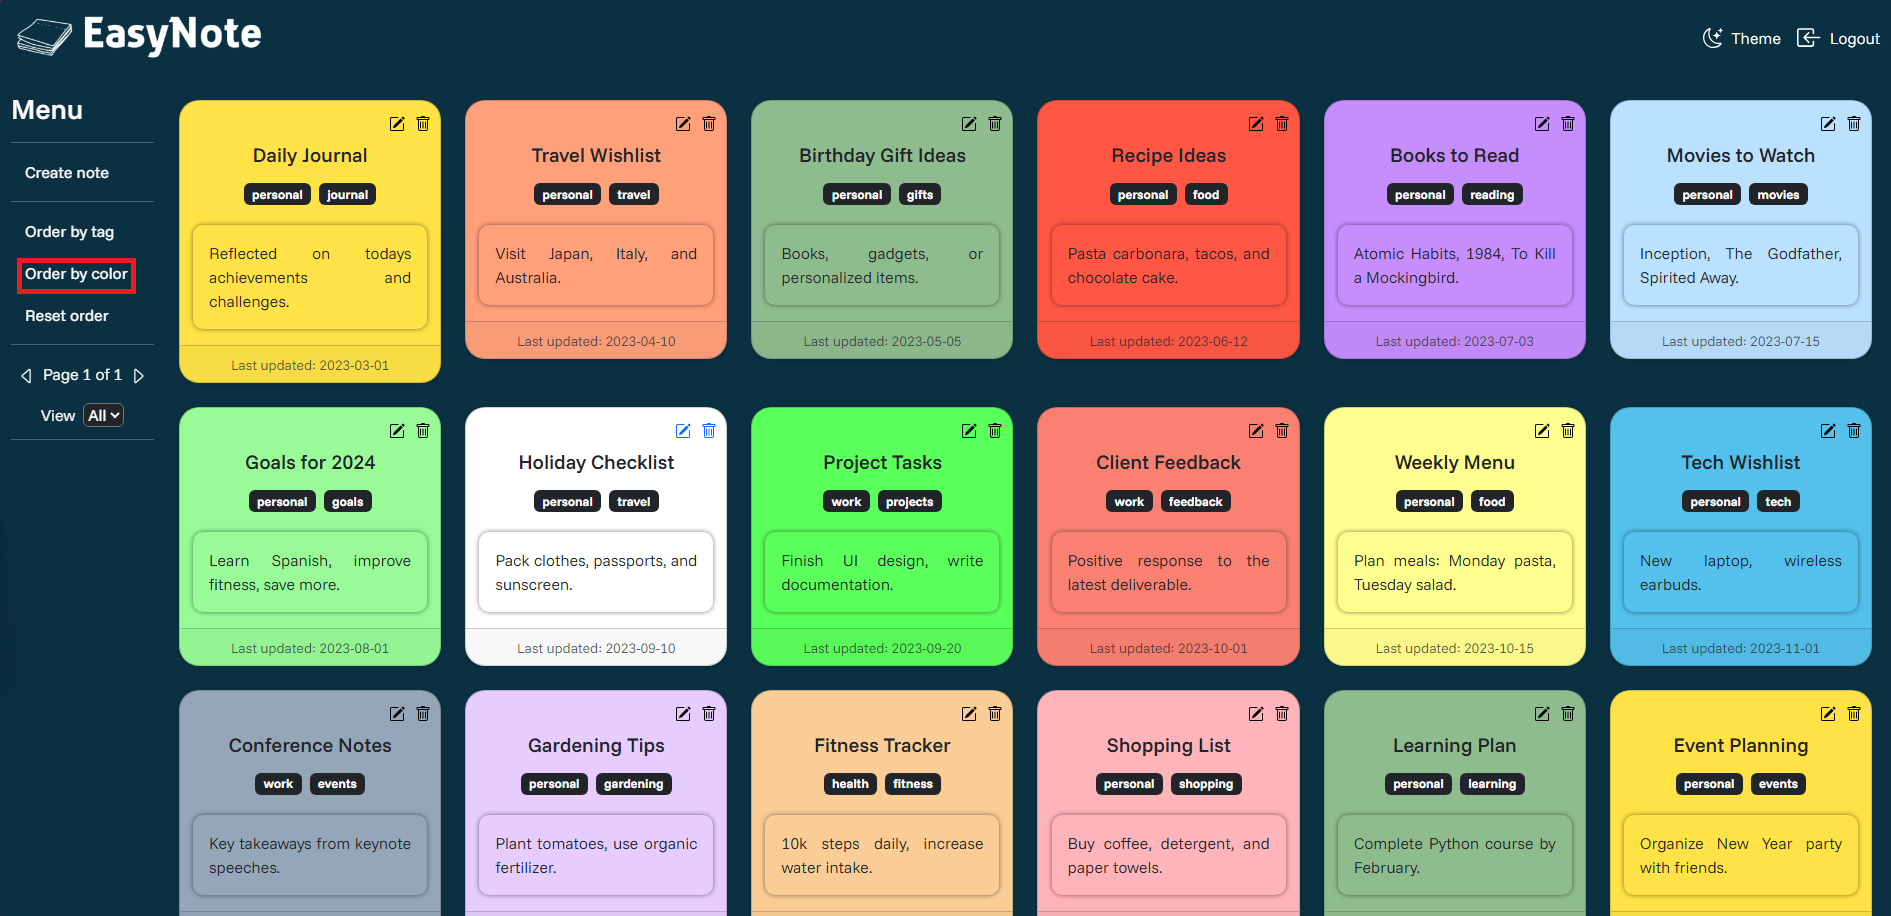 EasyNote
Theme
Logout
Menu
Create note
Order by tag
Order by color
Reset order
Page 1 of 1
View All
Daily Journal
personal journal
Reflected on todays
achievements and
challenges.
Last updated: 2023-03-01
Travel Wishlist
personal travel
Visit Japan, Italy, and
Australia.
Last updated: 2023-04-10
Birthday Gift Ideas
personal gifts
Books, gadgets, or
personalized items.
Last updated: 2023-05-05
Recipe Ideas
personal food
Pasta carbonara, tacos, and
chocolate cake.
Last updated: 2023-06-12
Books to Read
personal reading
Atomic Habits, 1984, To Kill
a Mockingbird.
Last updated: 2023-07-03
Movies to Watch
personal movies
Inception, The Godfather,
Spirited Away.
Last updated: 2023-07-15
Goals for 2024
personal goals
Learn Spanish, improve
fitness, save more.
Last updated: 2023-08-01
Holiday Checklist
personal travel
Pack clothes, passports, and
sunscreen.
Last updated: 2023-09-10
Project Tasks
work projects
Finish UI design, write
documentation.
Last updated: 2023-09-20
Client Feedback
work feedback
Positive response to the
latest deliverable.
Last updated: 2023-10-01
Weekly Menu
personal food
Plan meals: Monday pasta,
Tuesday salad.
Last updated: 2023-10-15
Tech Wishlist
personal tech
New laptop, wireless
earbuds.
Last updated: 2023-11-01
Conference Notes
work events
Key takeaways from keynote
speeches.
Gardening Tips
personal gardening
Plant tomatoes, use organic
fertilizer.
Fitness Tracker
health fitness
10k steps daily, increase
water intake.
Shopping List
personal shopping
Buy coffee, detergent, and
paper towels.
Learning Plan
personal learning
Complete Python course by
February.
Event Planning
personal events
Organize New Year party
with friends.